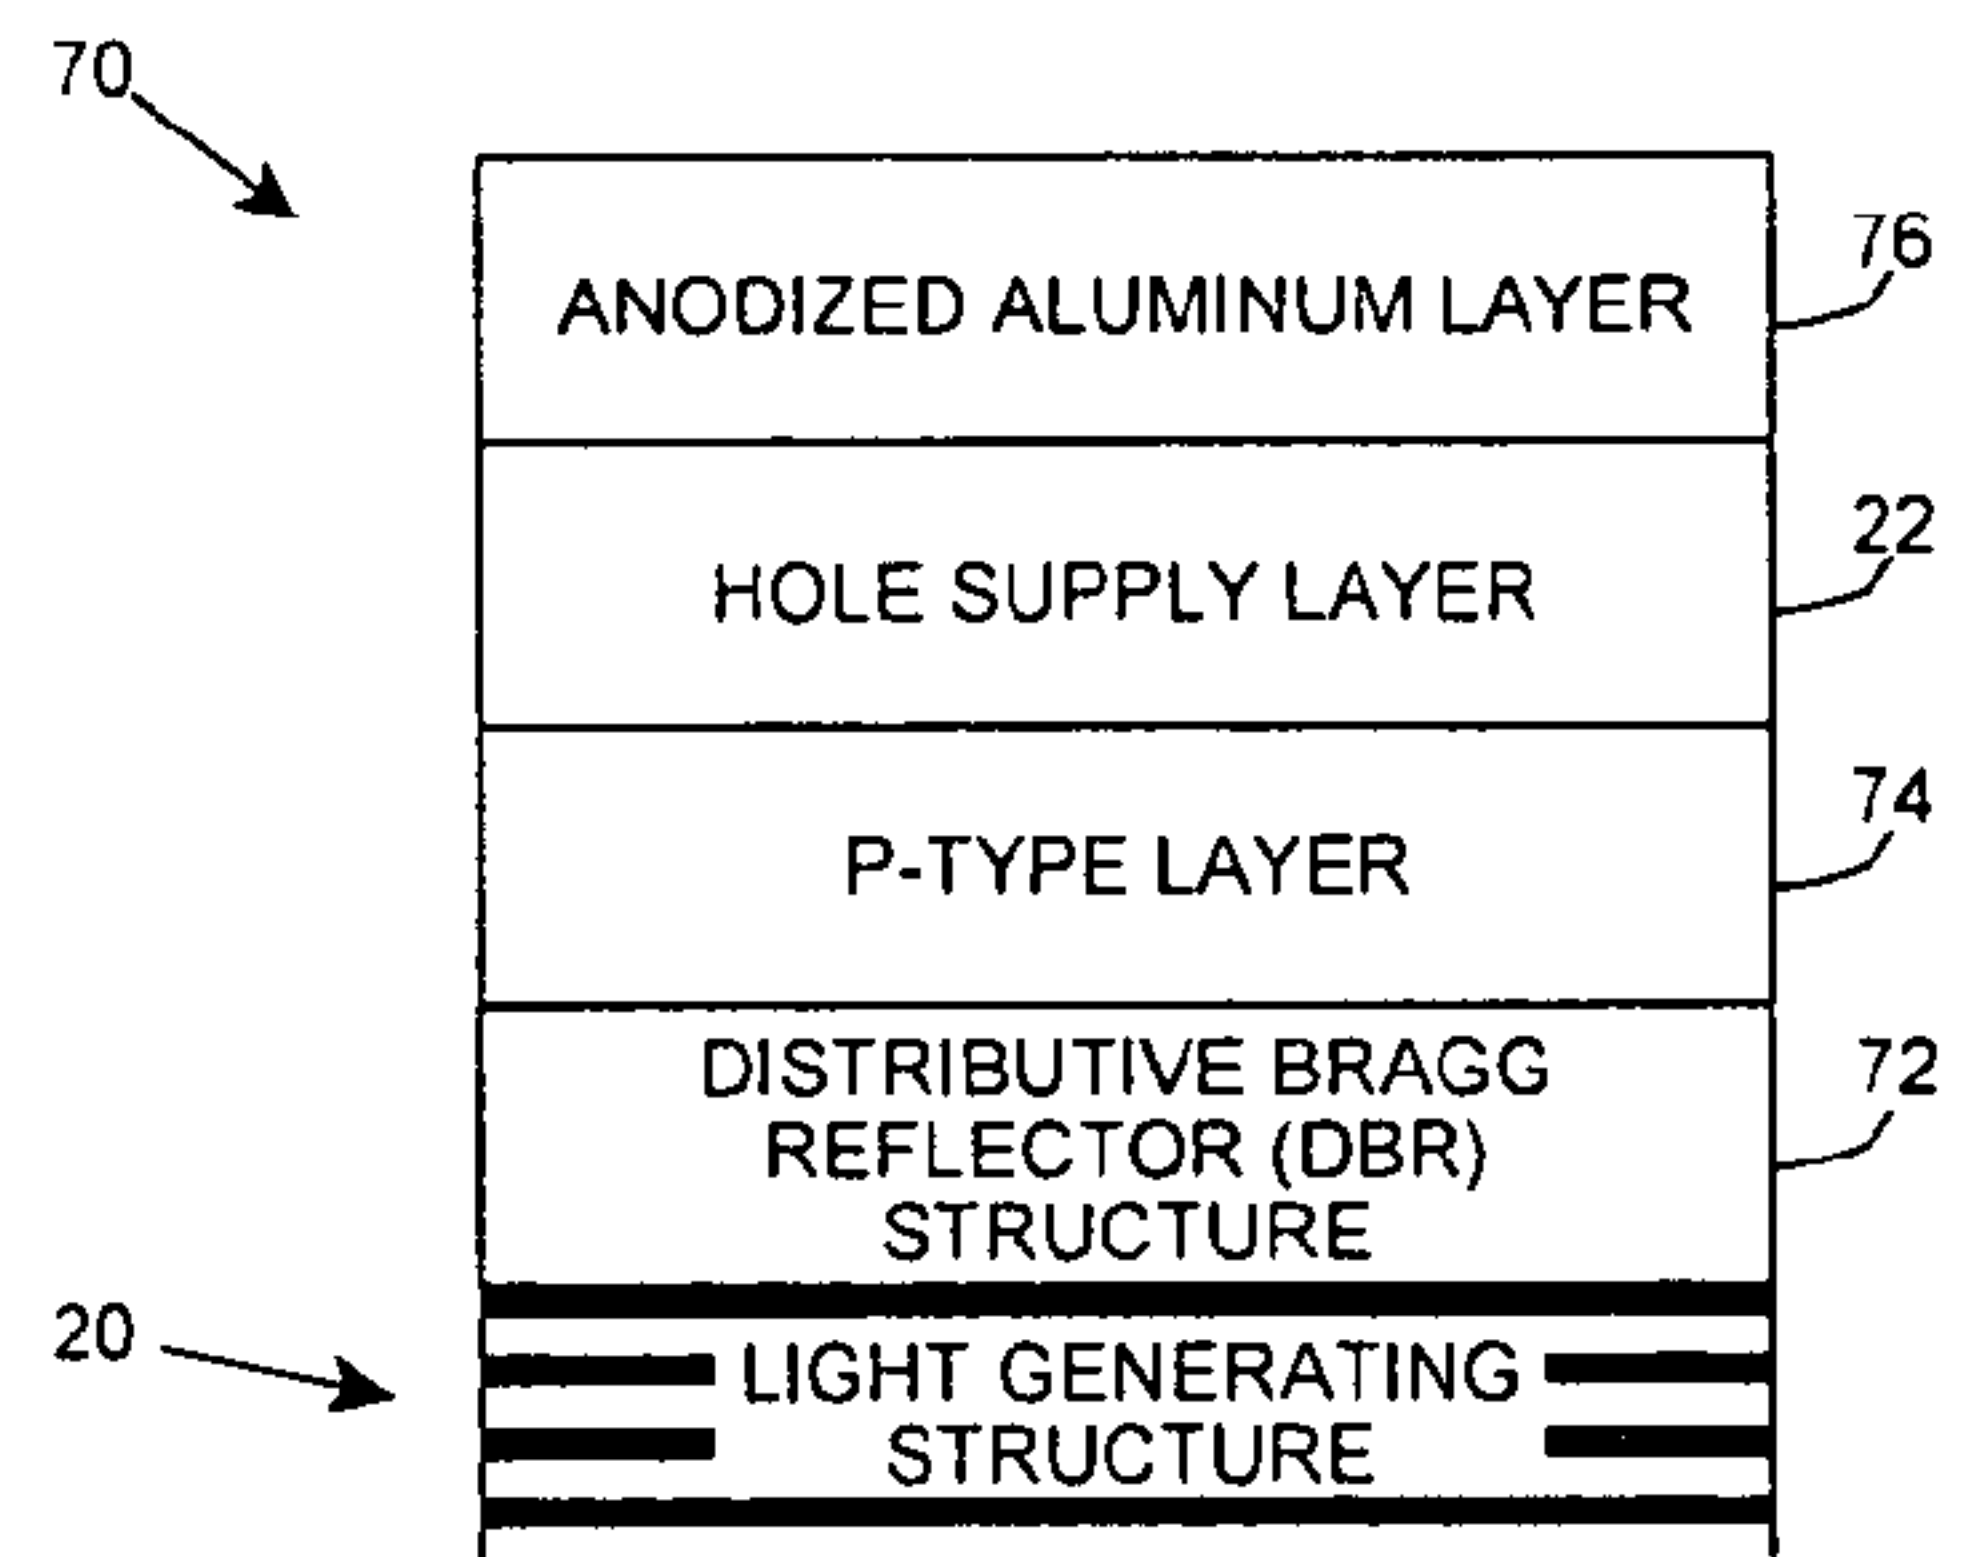 70
76
ANODIZED ALUMINUM LAYER
22
HOLE SUPPLY LAYER
74
P-TYPE LAYER
72
DISTRIBUTIVE BRAGG
REFLECTOR (DBR)
STRUCTURE
20
LIGHT GENERATING
STRUCTURE